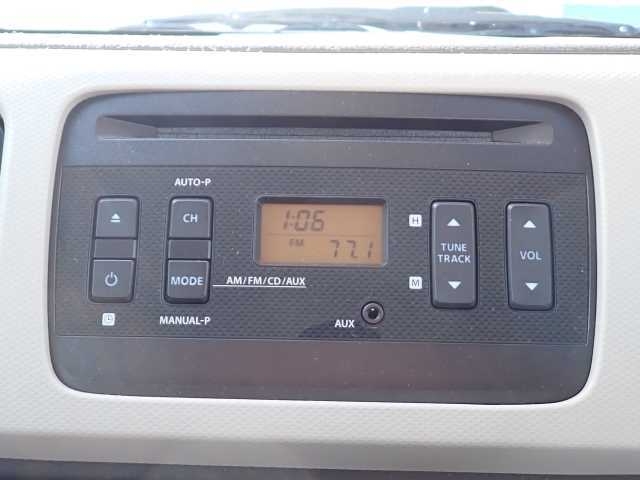 AUTO-P
CH
MODE
AM/FM/CD/AUX
MANUAL-P
1:06
FM 77.1
AUX
H
M
TUNE
TRACK
VOL